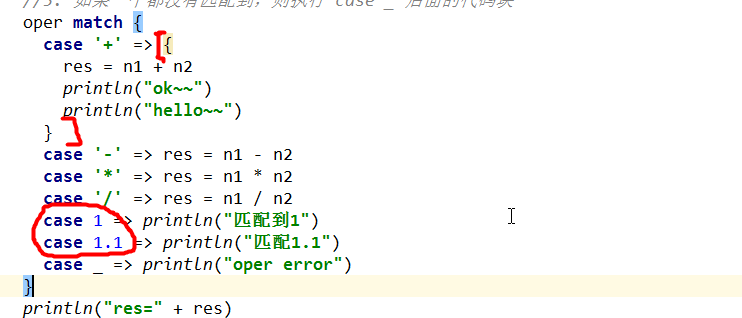 //5. 如果一个都没有匹配到，则执行 case _ 后面的代码块
oper match {
case '+' => {
res = n1 + n2
println("ok~~")
println("hello~~")
}
case '-' => res = n1 - n2
case '*' => res = n1 * n2
case '/' => res = n1 / n2
case 1 => println("匹配到1")
case 1.1 => println("匹配1.1")
case _ => println("oper error")
}
println("res=" + res)